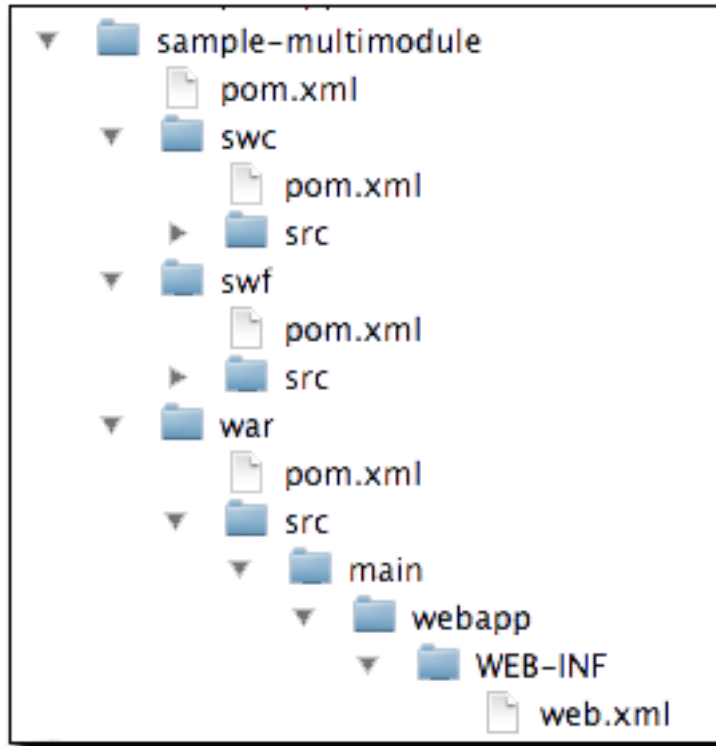 sample-multimodule
pom.xml
swc
pom.xml
src
swf
pom.xml
src
war
pom.xml
src
main
webapp
WEB-INF
web.xml